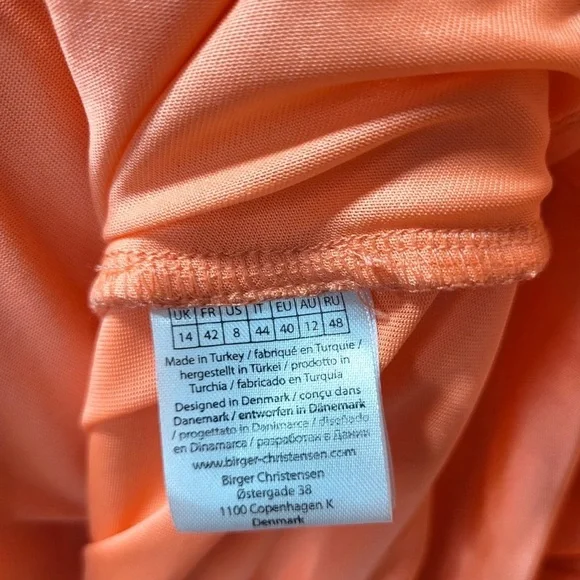 UK FR US IT EU AU RU
14 42 8 44 40 12 48
Made in Turkey / fabriqué en Turquie /
hergestellt in Türkei / prodotto in
Turchia / fabricado en Turquia
Designed in Denmark / conçu dans
Danemark / entworfen in Dänemark
/ progettato in Danimarca / diseñado
en Dinamarca / разработан в Дании
www.birger-christensen.com
Birger Christensen
Østergade 38
1100 Copenhagen K
Denmark